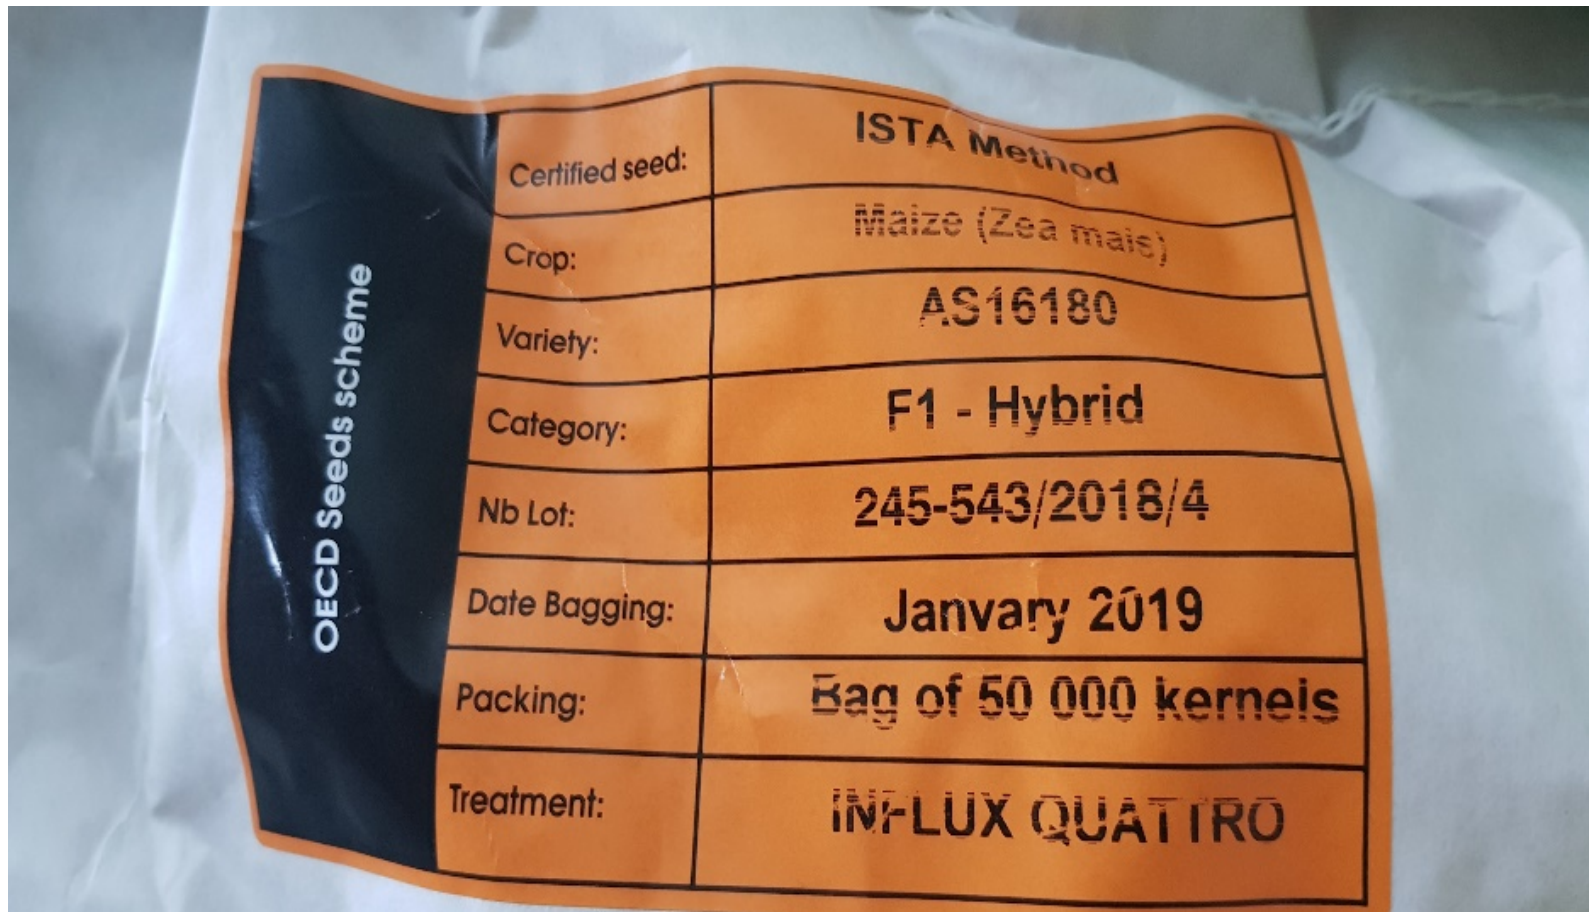 OECD Seeds scheme
Certified seed: ISTA Method
Crop: Maize (Zea mais)
Variety: AS16180
Category: F1 - Hybrid
Nb Lot: 245-543/2018/4
Date Bagging: Janvary 2019
Packing: Bag of 50 000 kernels
Treatment: INFLUX QUATTRO